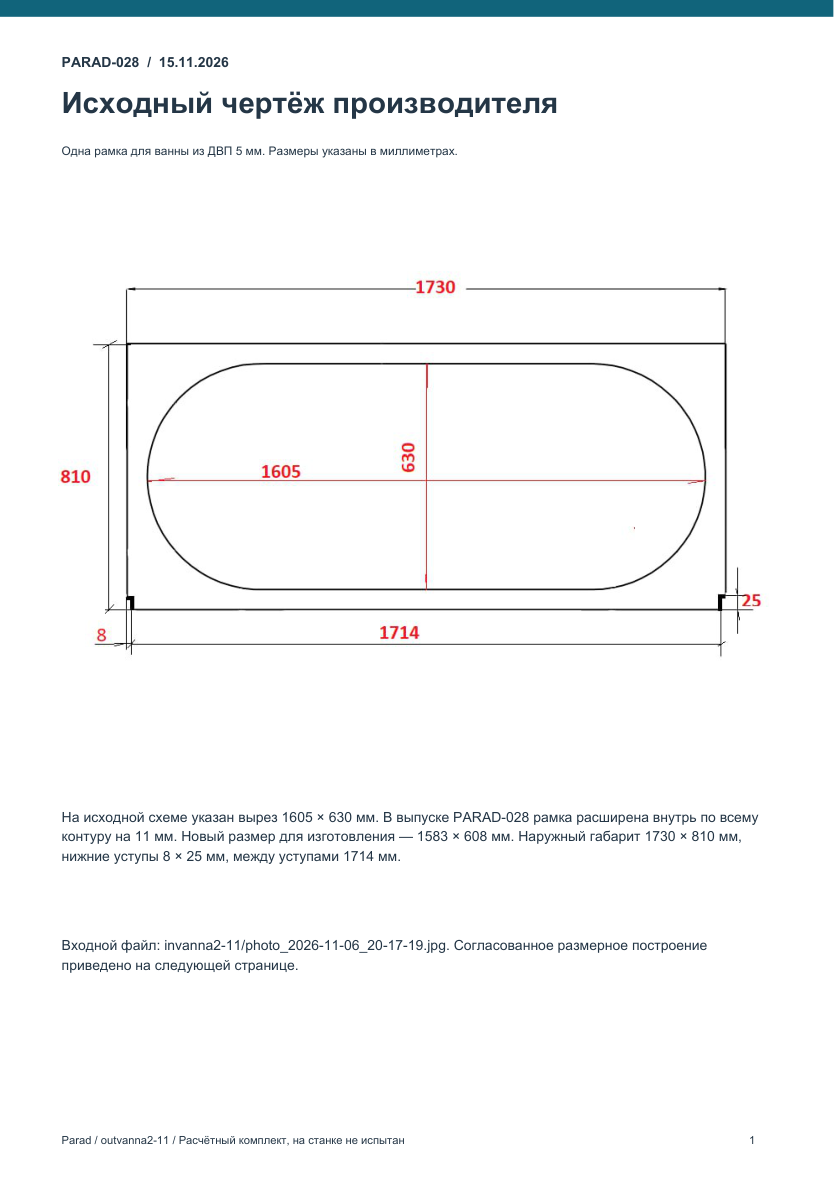 PARAD-028 / 15.11.2026
Исходный чертёж производителя
Одна рамка для ванны из ДВП 5 мм. Размеры указаны в миллиметрах.
1730
630
1605
810
25
8
1714
На исходной схеме указан вырез 1605 × 630 мм. В выпуске PARAD-028 рамка расширена внутрь по всему
контуру на 11 мм. Новый размер для изготовления — 1583 × 608 мм. Наружный габарит 1730 × 810 мм,
нижние уступы 8 × 25 мм, между уступами 1714 мм.
Входной файл: invanna2-11/photo_2026-11-06_20-17-19.jpg. Согласованное размерное построение
приведено на следующей странице.
Parad / outvanna2-11 / Расчётный комплект, на станке не испытан
1